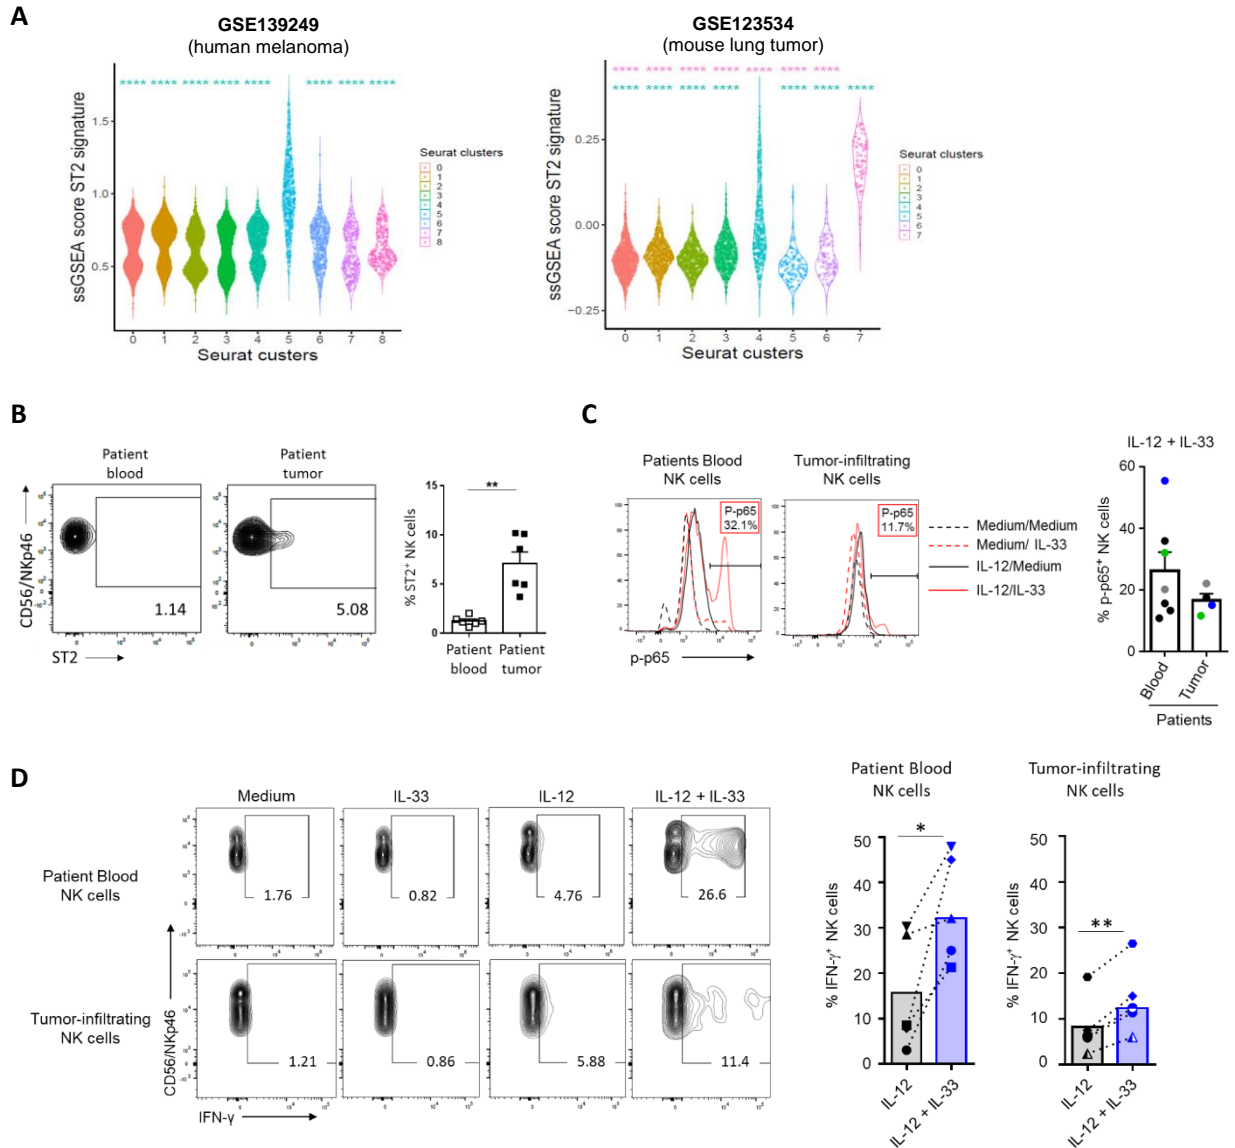 A
GSE139249
(human melanoma)
GSE123534
(mouse lung tumor)
**** **** **** **** **** **** **** ****
ssGSEA score ST2 signature
1.5
1.0
0.5
0 1 2 3 4 5 6 7 8
Seurat custers
Seurat clusters
0
1
2
3
4
5
6
7
8
**** **** **** **** **** **** ****
**** **** **** **** **** **** ****
ssGSEA score ST2 signature
0.25
0.00
−0.25
0 1 2 3 4 5 6 7
Seurat custers
Seurat clusters
0
1
2
3
4
5
6
7
B
Patient
blood
Patient
tumor
CD56/NKp46
1.14
5.08
ST2
% ST2⁺ NK cells
15
10
5
0
**
Patient
blood
Patient
tumor
C
Patients Blood
NK cells
Tumor-infiltrating
NK cells
P-p65
32.1%
P-p65
11.7%
100
80
60
40
20
0
p-p65
Medium/Medium
Medium/ IL-33
IL-12/Medium
IL-12/IL-33
IL-12 + IL-33
% p-p65⁺ NK cells
60
40
20
0
Blood
Tumor
Patients
D
Medium
IL-33
IL-12
IL-12 + IL-33
Patient Blood
NK cells
1.76
0.82
4.76
26.6
Tumor-infiltrating
NK cells
1.21
0.86
5.88
11.4
CD56/NKp46
IFN-γ
Patient Blood
NK cells
% IFN-γ⁺ NK cells
50
40
30
20
10
0
*
IL-12
IL-12 + IL-33
Tumor-infiltrating
NK cells
% IFN-γ⁺ NK cells
50
40
30
20
10
0
**
IL-12
IL-12 + IL-33